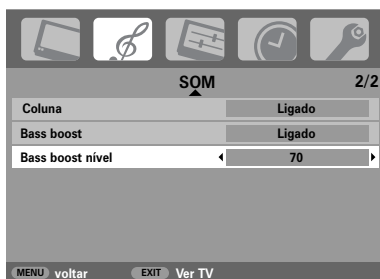 SOM 2/2
Coluna Ligado
Bass boost Ligado
Bass boost nível 70
MENU voltar EXIT Ver TV